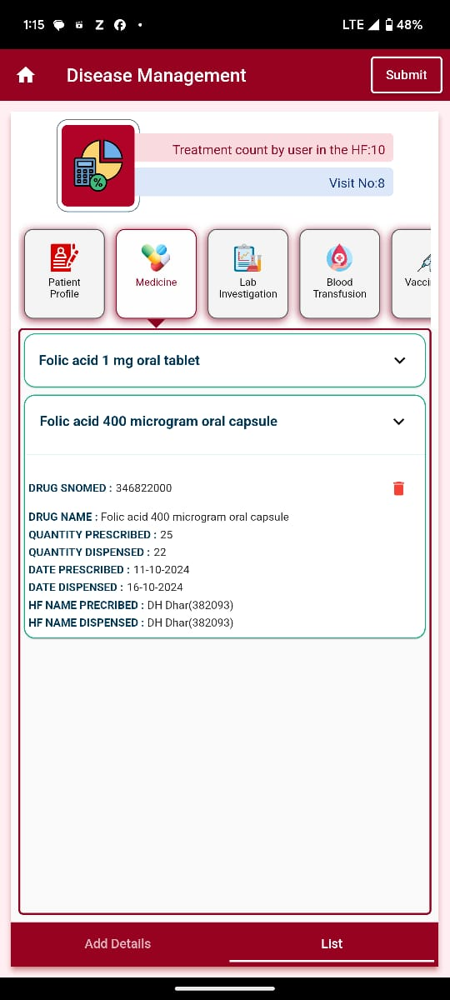 1:15 Z LTE 48%
Disease Management Submit
Treatment count by user in the HF:10
Visit No:8
Patient Profile
Medicine
Lab Investigation
Blood Transfusion
Vacci
Folic acid 1 mg oral tablet
Folic acid 400 microgram oral capsule
DRUG SNOMED : 346822000
DRUG NAME : Folic acid 400 microgram oral capsule
QUANTITY PRESCRIBED : 25
QUANTITY DISPENSED : 22
DATE PRESCRIBED : 11-10-2024
DATE DISPENSED : 16-10-2024
HF NAME PRECRIBED : DH Dhar(382093)
HF NAME DISPENSED : DH Dhar(382093)
Add Details List